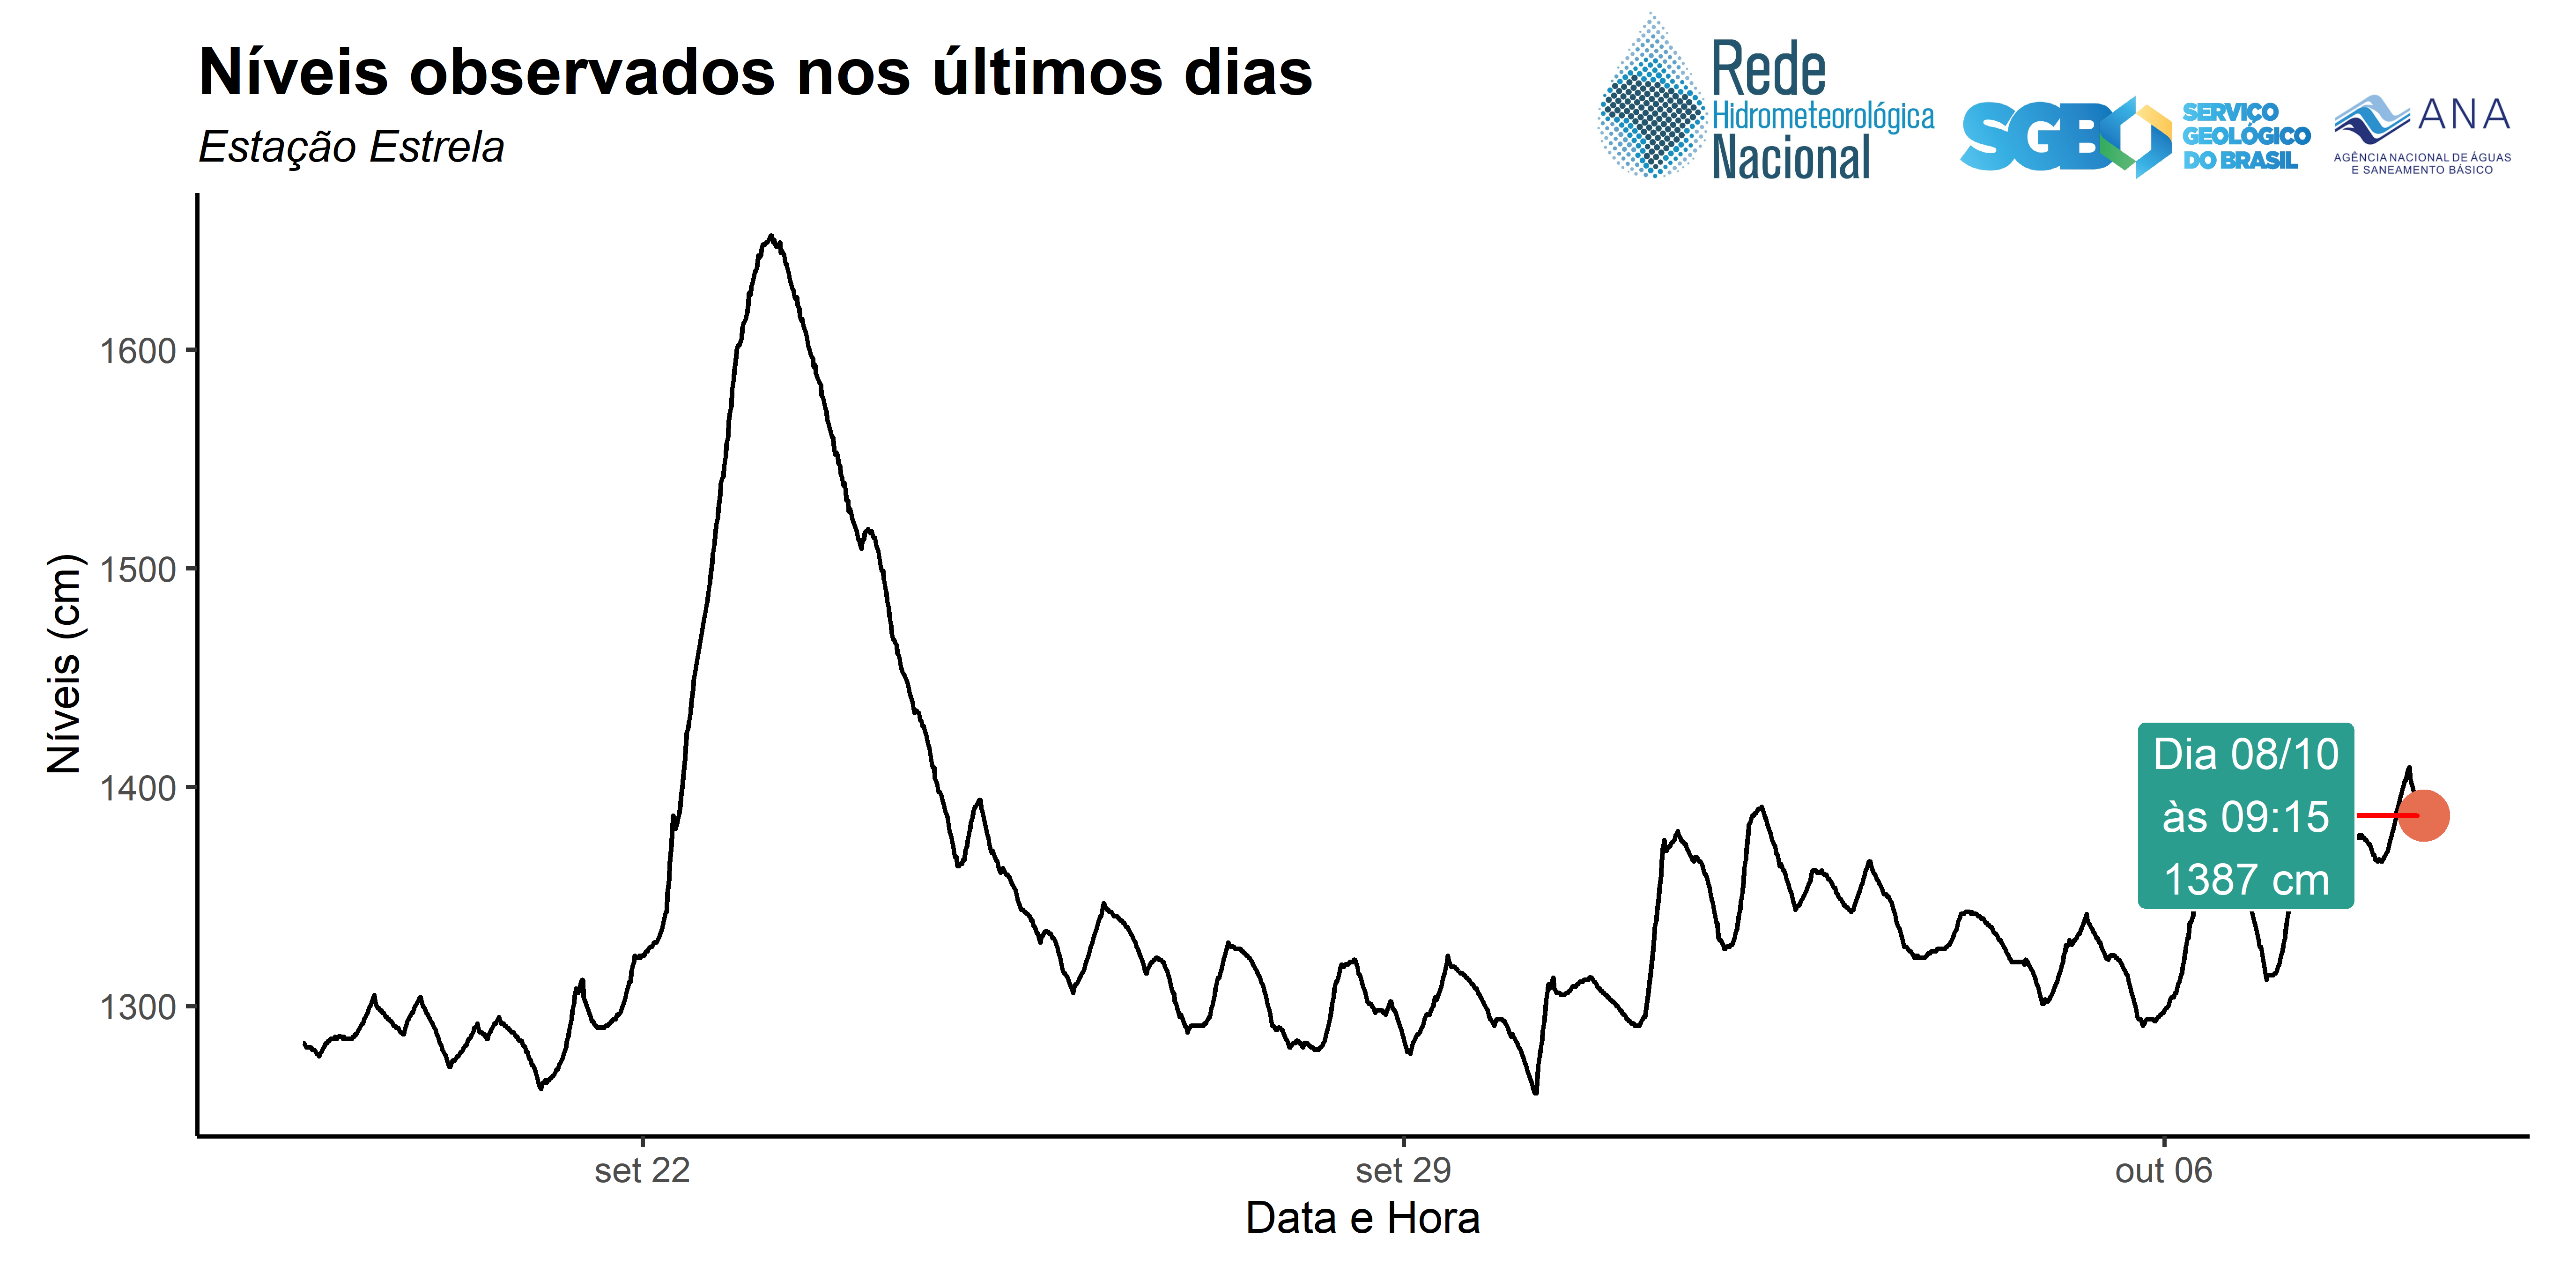 Níveis observados nos últimos dias
Estação Estrela
Rede
Hidrometeorológica
Nacional
SGB
SERVIÇO
GEOLÓGICO
DO BRASIL
ANA
AGÊNCIA NACIONAL DE ÁGUAS
E SANEAMENTO BÁSICO
Níveis (cm)
1600
1500
1400
1300
Dia 08/10
às 09:15
1387 cm
set 22
set 29
out 06
Data e Hora